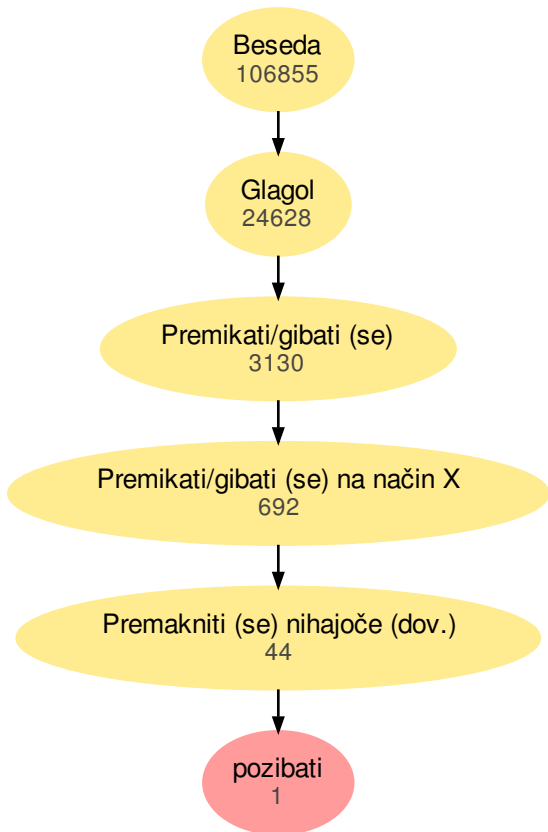 Beseda
106855
Glagol
24628
Premikati/gibati (se)
3130
Premikati/gibati (se) na način X
692
Premakniti (se) nihajoče (dov.)
44
pozibati
1